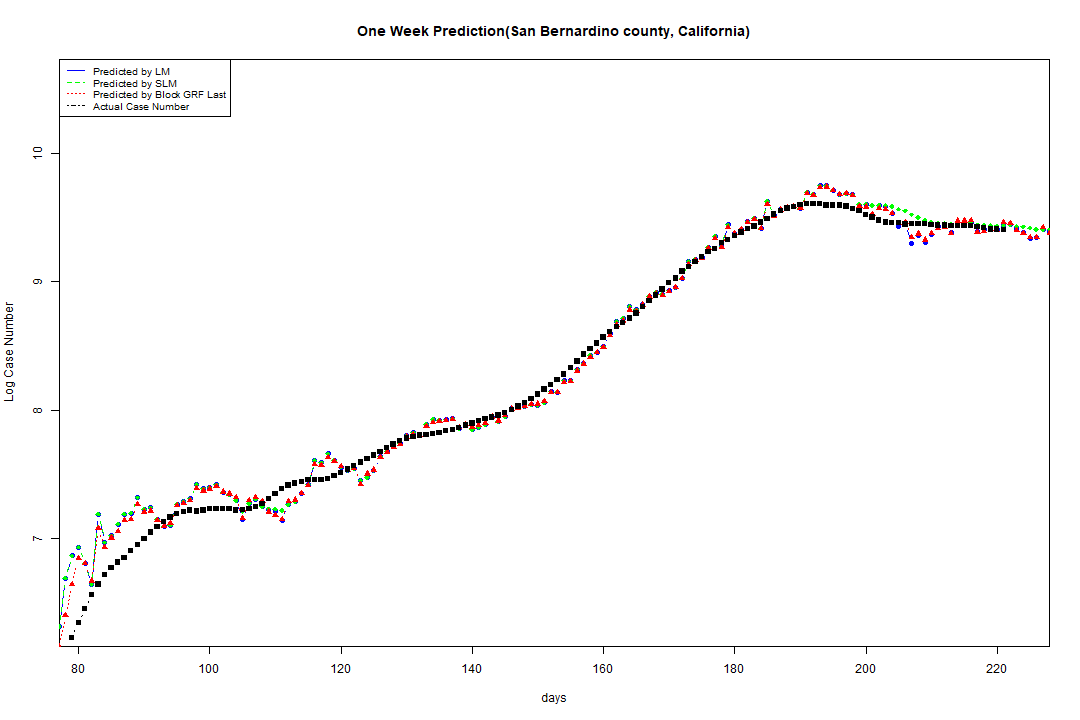 One Week Prediction(San Bernardino county, California)
Predicted by LM
Predicted by SLM
Predicted by Block GRF Last
Actual Case Number
10
9
8
7
Log Case Number
80 100 120 140 160 180 200 220
days